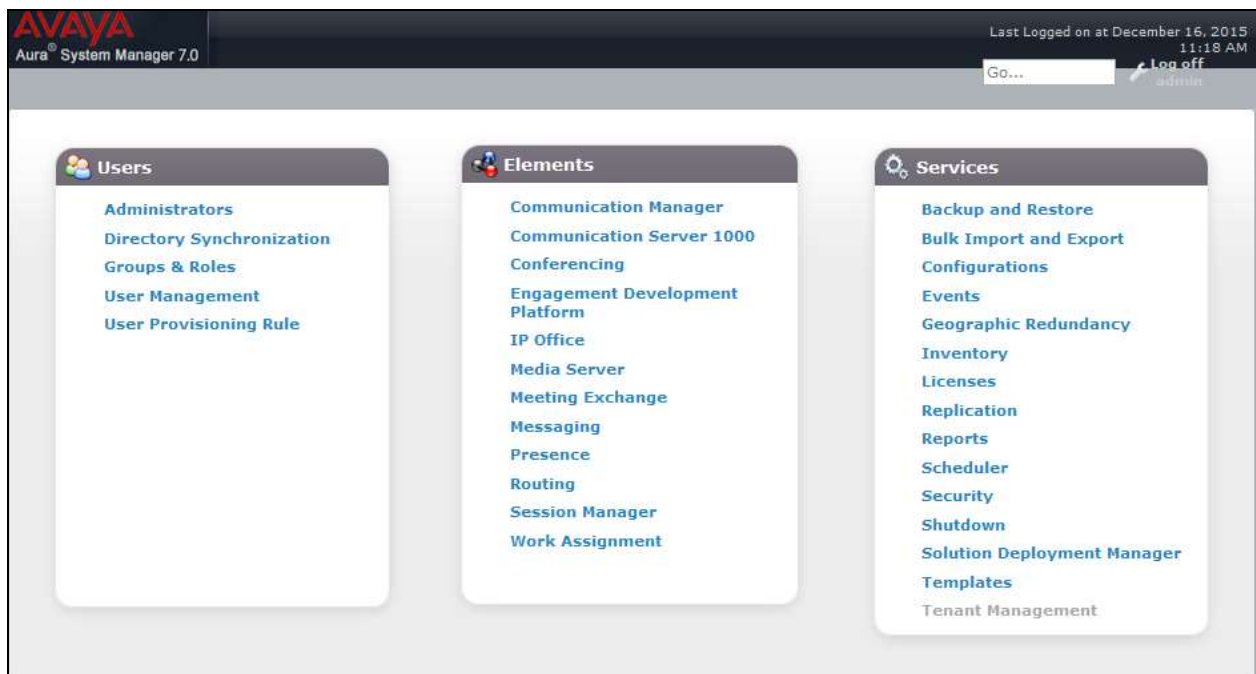 AVAYA
Aura® System Manager 7.0
Last Logged on at December 16, 2015
11:18 AM
Go...
Log off
admin
Users
Administrators
Directory Synchronization
Groups & Roles
User Management
User Provisioning Rule
Elements
Communication Manager
Communication Server 1000
Conferencing
Engagement Development
Platform
IP Office
Media Server
Meeting Exchange
Messaging
Presence
Routing
Session Manager
Work Assignment
Services
Backup and Restore
Bulk Import and Export
Configurations
Events
Geographic Redundancy
Inventory
Licenses
Replication
Reports
Scheduler
Security
Shutdown
Solution Deployment Manager
Templates
Tenant Management